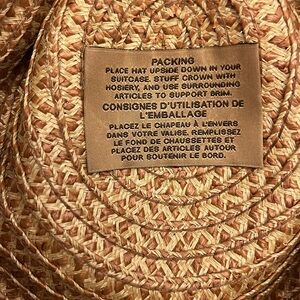 PACKING
PLACE HAT UPSIDE DOWN IN YOUR
SUITCASE. STUFF CROWN WITH
HOSIERY, AND USE SURROUNDING
ARTICLES TO SUPPORT BRIM.
CONSIGNES D'UTILISATION DE
L'EMBALLAGE
PLACEZ LE CHAPEAU À L'ENVERS
DANS VOTRE VALISE, REMPLISSEZ
LE FOND DE CHAUSSETTES ET
PLACEZ DES ARTICLES AUTOUR
POUR SOUTENIR LE BORD.